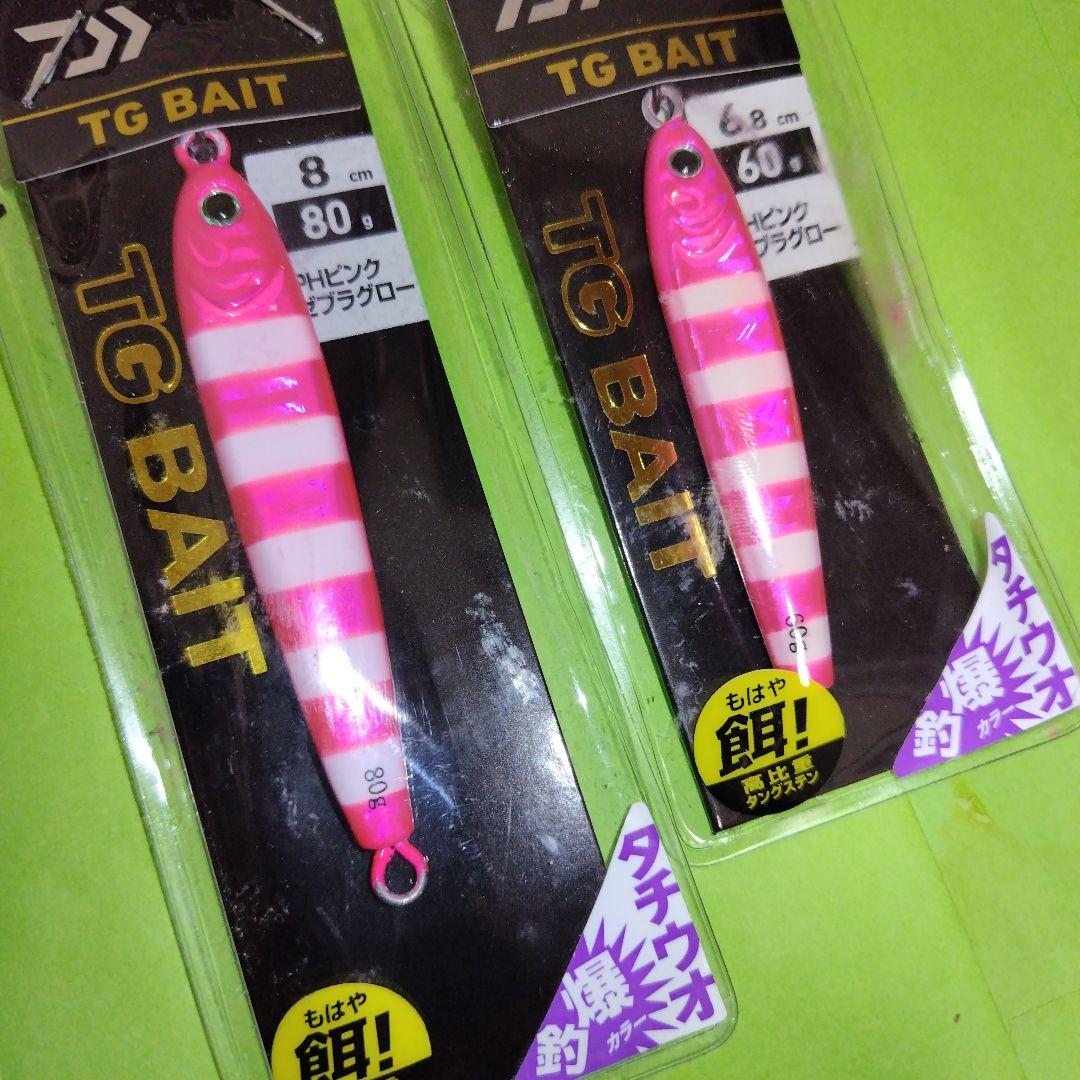 TG BAIT
8 cm
80 g
PHピンク
ゼブラグロー
TG BAIT
80g
もはや
餌!
タチウオ
爆釣
カラー
TG BAIT
6.8 cm
60 g
Hピンク
ブラグロー
TG BAIT
60g
もはや
餌!
高比重
タングステン
タチウオ
爆釣
カラー